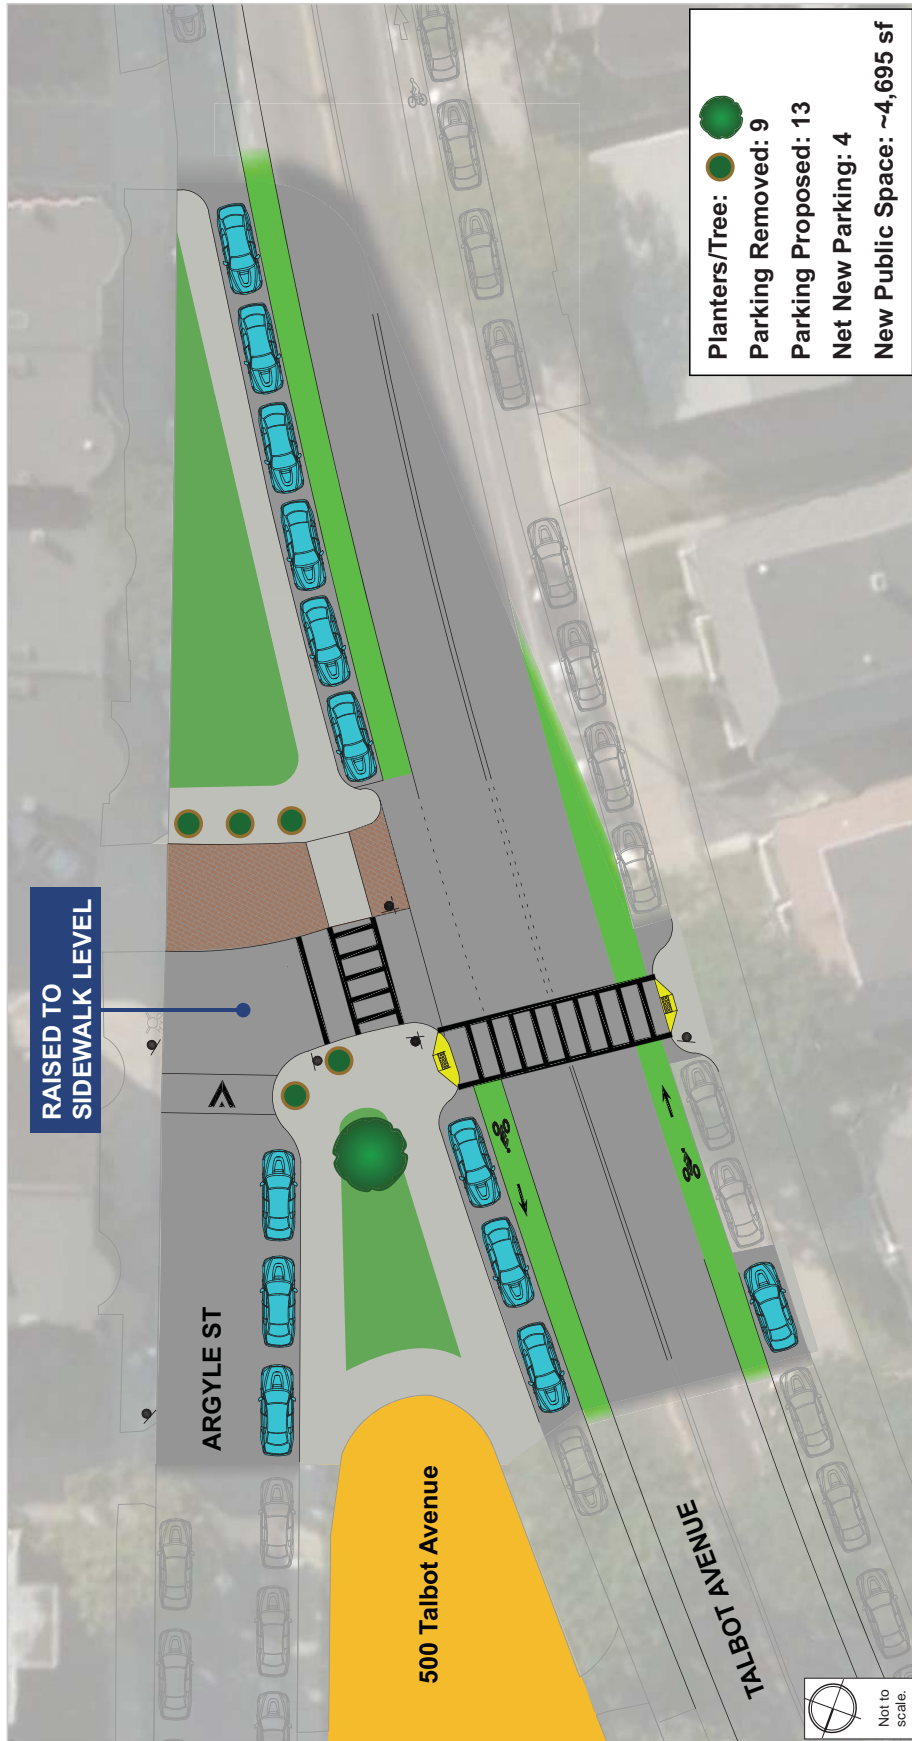 RAISED TO
SIDEWALK LEVEL
ARGYLE ST
500 Talbot Avenue
TALBOT AVENUE
Planters/Tree:
Parking Removed: 9
Parking Proposed: 13
Net New Parking: 4
New Public Space: ~4,695 sf
Not to
scale.